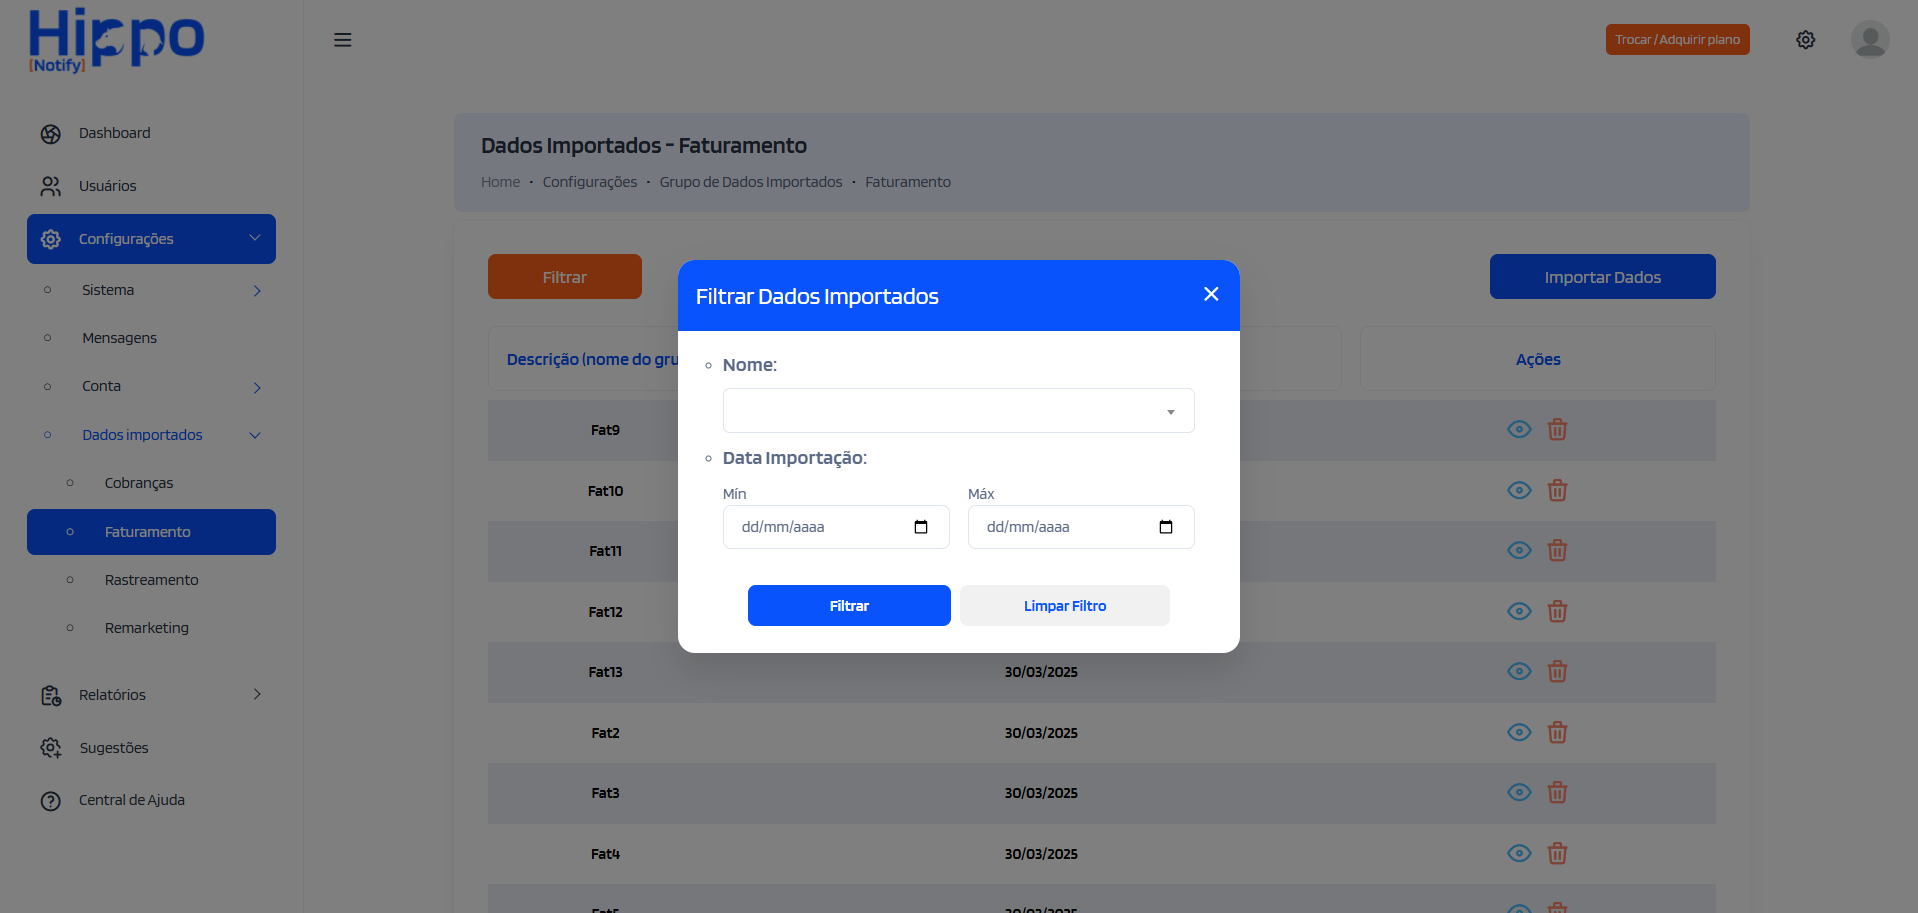 Hippo
[Notify]
Trocar / Adquirir plano
Dashboard
Usuários
Configurações
Sistema
Mensagens
Conta
Dados importados
Cobranças
Faturamento
Rastreamento
Remarketing
Relatórios
Sugestões
Central de Ajuda
Dados Importados - Faturamento
Home • Configurações • Grupo de Dados Importados • Faturamento
Filtrar
Importar Dados
Descrição (nome do gru
Ações
Filtrar Dados Importados
Nome:
Data Importação:
Mín
Máx
dd/mm/aaaa
dd/mm/aaaa
Filtrar
Limpar Filtro
Fat9
Fat10
Fat11
Fat12
Fat13 30/03/2025
Fat2 30/03/2025
Fat3 30/03/2025
Fat4 30/03/2025
Fat5 30/03/2025